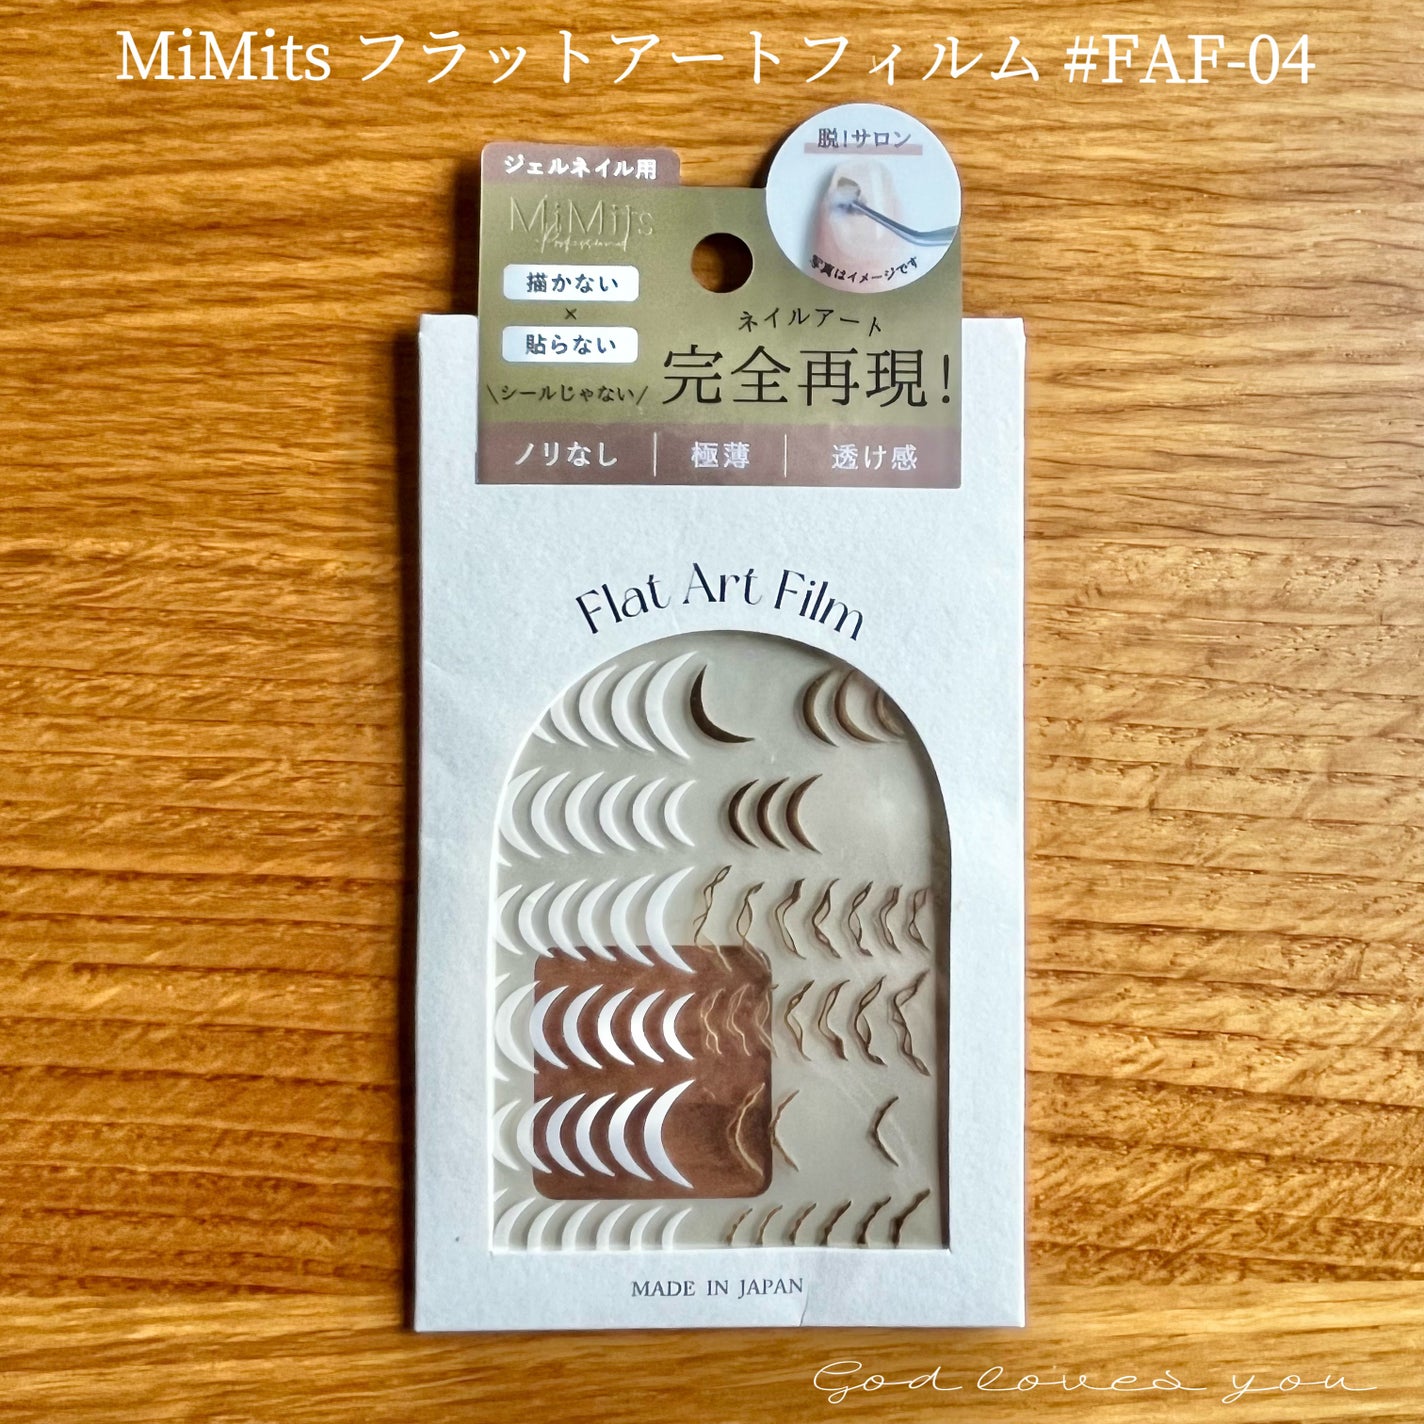 MiMits フラットアートフィルム #FAF-04
脱!サロン
写真はイメージです
ジェルネイル用
MiMits
Professional
描かない
×
貼らない
\シールじゃない/
ネイルアート
完全再現!
ノリなし | 極薄 | 透け感
Flat Art Film
MADE IN JAPAN
God loves you